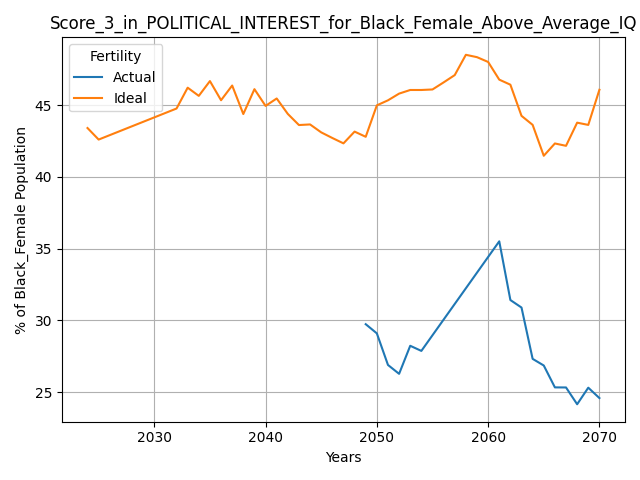 Score_3_in_POLITICAL_INTEREST_for_Black_Female_Above_Average_IQ
Fertility
Actual
Ideal
% of Black_Female Population
45
40
35
30
25
2030 2040 2050 2060 2070
Years